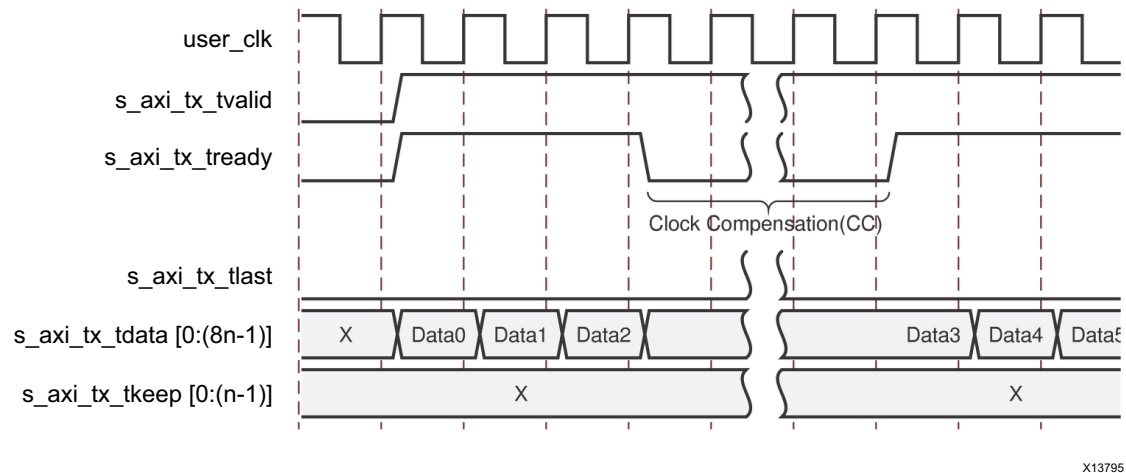 user_clk
s_axi_tx_tvalid
s_axi_tx_tready
Clock Compensation(CC)
s_axi_tx_tlast
s_axi_tx_tdata [0:(8n-1)] X Data0 Data1 Data2 Data3 Data4 Data5
s_axi_tx_tkeep [0:(n-1)] X X
X13795